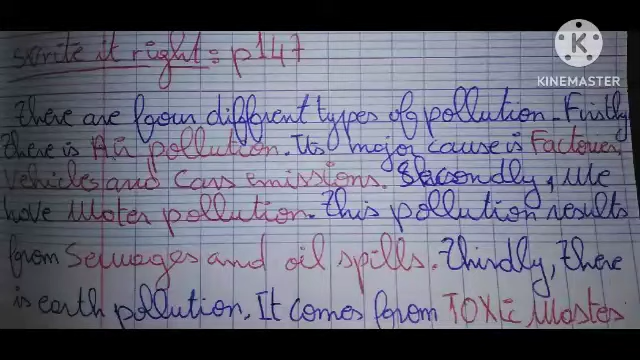 write it right = p147
KINEMASTER
There are four different types of pollution. Firstly
there is Air pollution. Its major cause is Factories,
Vehicles and Cars emissions. Secondly, we
have Water pollution. This pollution results
from Sewages and oil spills. Thirdly, there
is earth pollution. It comes from TOXIC Wastes